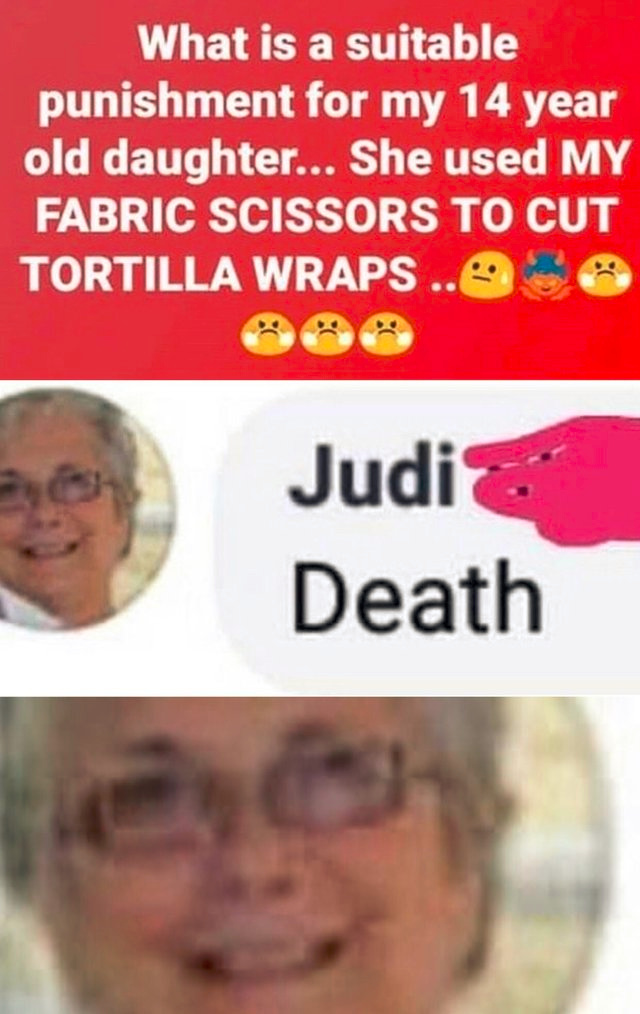 What is a suitable
punishment for my 14 year
old daughter... She used MY
FABRIC SCISSORS TO CUT
TORTILLA WRAPS ..😓👿😤
😤😤😤
Judi
Death